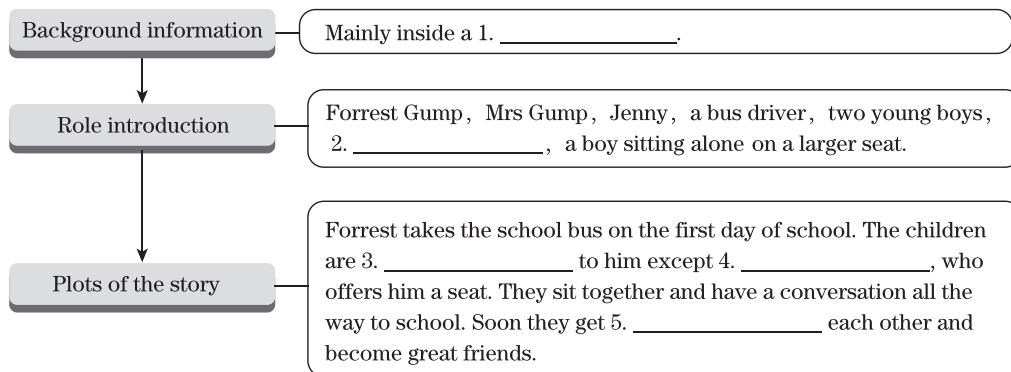 Background information
Mainly inside a 1. ________________.
Role introduction
Forrest Gump, Mrs Gump, Jenny, a bus driver, two young boys,
2. ________________, a boy sitting alone on a larger seat.
Plots of the story
Forrest takes the school bus on the first day of school. The children
are 3. ________________ to him except 4. ________________, who
offers him a seat. They sit together and have a conversation all the
way to school. Soon they get 5. ________________ each other and
become great friends.